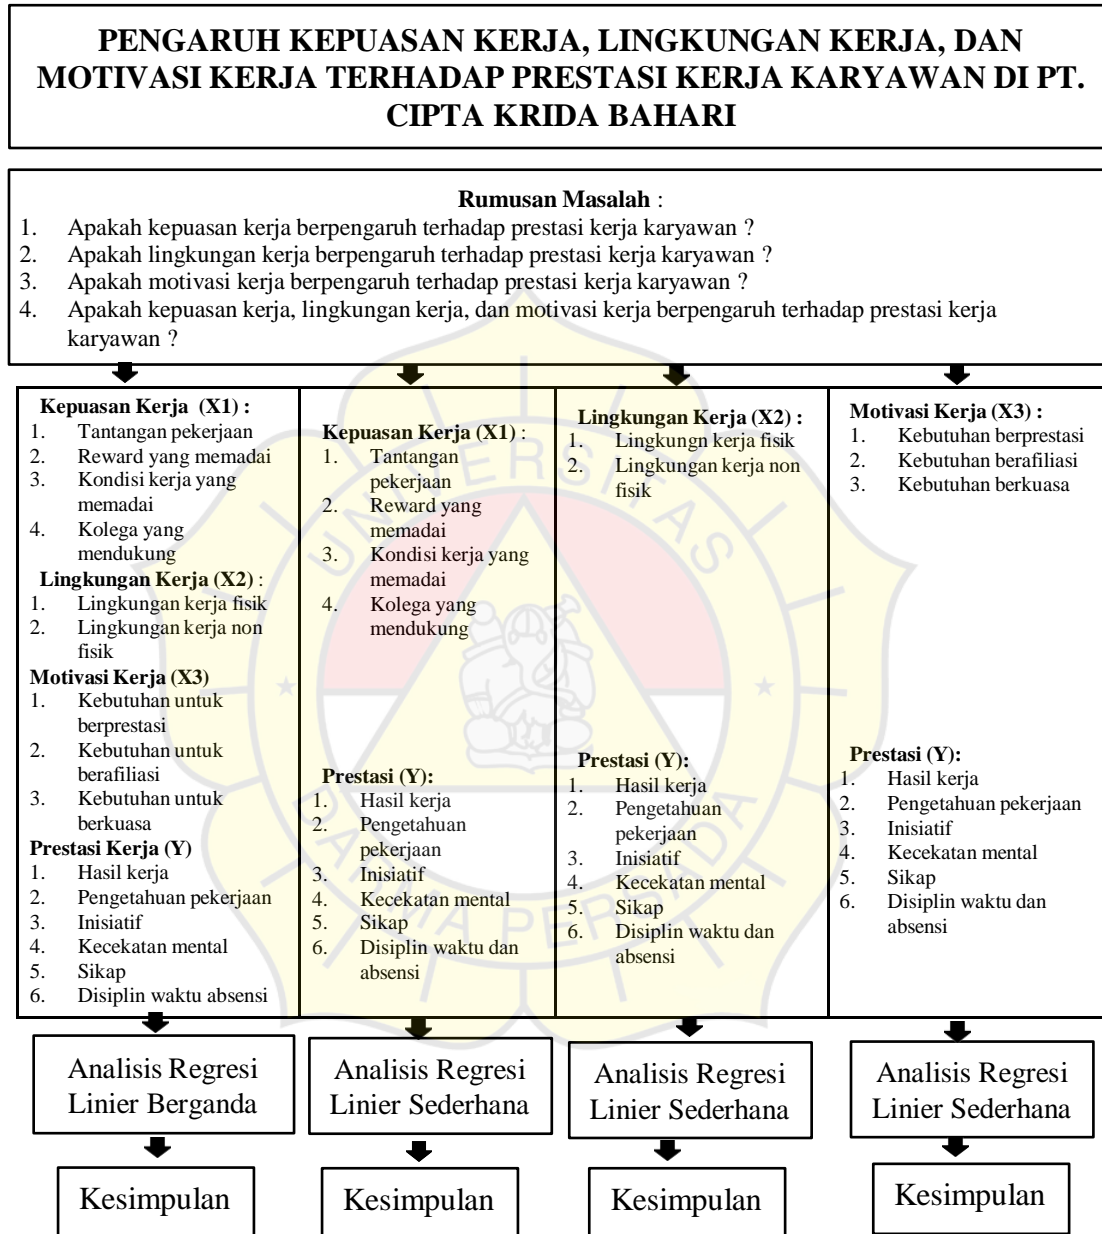 PENGARUH KEPUASAN KERJA, LINGKUNGAN KERJA, DAN
MOTIVASI KERJA TERHADAP PRESTASI KERJA KARYAWAN DI PT.
CIPTA KRIDA BAHARI
Rumusan Masalah :
1. Apakah kepuasan kerja berpengaruh terhadap prestasi kerja karyawan ?
2. Apakah lingkungan kerja berpengaruh terhadap prestasi kerja karyawan ?
3. Apakah motivasi kerja berpengaruh terhadap prestasi kerja karyawan ?
4. Apakah kepuasan kerja, lingkungan kerja, dan motivasi kerja berpengaruh terhadap prestasi kerja
karyawan ?
Kepuasan Kerja (X1) :
1. Tantangan pekerjaan
2. Reward yang memadai
3. Kondisi kerja yang
memadai
4. Kolega yang
mendukung
Lingkungan Kerja (X2) :
1. Lingkungan kerja fisik
2. Lingkungan kerja non
fisik
Motivasi Kerja (X3)
1. Kebutuhan untuk
berprestasi
2. Kebutuhan untuk
berafiliasi
3. Kebutuhan untuk
berkuasa
Prestasi Kerja (Y)
1. Hasil kerja
2. Pengetahuan pekerjaan
3. Inisiatif
4. Kecekatan mental
5. Sikap
6. Disiplin waktu absensi
Kepuasan Kerja (X1) :
1. Tantangan
pekerjaan
2. Reward yang
memadai
3. Kondisi kerja yang
memadai
4. Kolega yang
mendukung
Prestasi (Y):
1. Hasil kerja
2. Pengetahuan
pekerjaan
3. Inisiatif
4. Kecekatan mental
5. Sikap
6. Disiplin waktu dan
absensi
Lingkungan Kerja (X2) :
1. Lingkungn kerja fisik
2. Lingkungan kerja non
fisik
Prestasi (Y):
1. Hasil kerja
2. Pengetahuan
pekerjaan
3. Inisiatif
4. Kecekatan mental
5. Sikap
6. Disiplin waktu dan
absensi
Motivasi Kerja (X3) :
1. Kebutuhan berprestasi
2. Kebutuhan berafiliasi
3. Kebutuhan berkuasa
Prestasi (Y):
1. Hasil kerja
2. Pengetahuan pekerjaan
3. Inisiatif
4. Kecekatan mental
5. Sikap
6. Disiplin waktu dan
absensi
Analisis Regresi
Linier Berganda
Analisis Regresi
Linier Sederhana
Analisis Regresi
Linier Sederhana
Analisis Regresi
Linier Sederhana
Kesimpulan
Kesimpulan
Kesimpulan
Kesimpulan
UNIVERSITAS
DARMA PERSADA